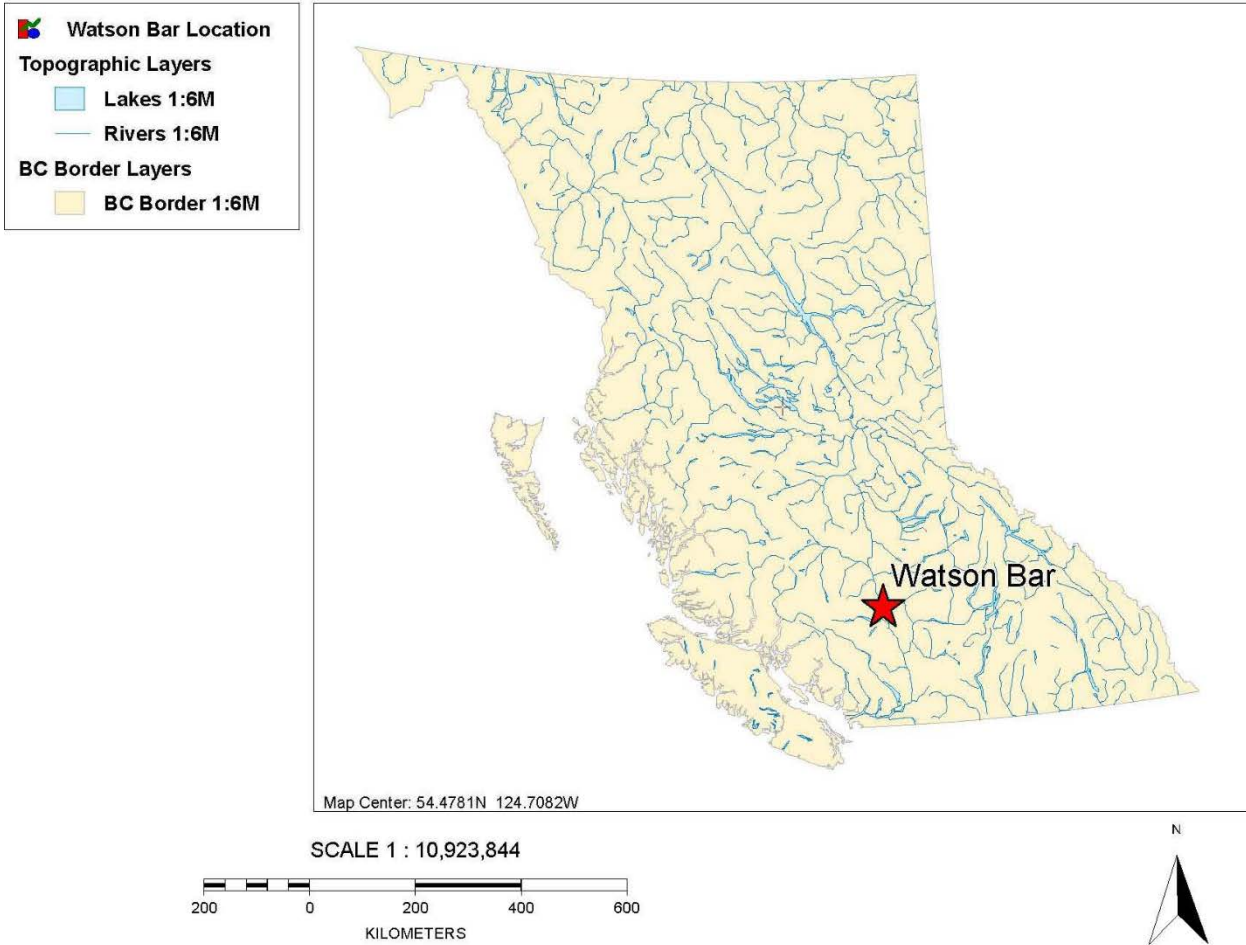 Watson Bar Location
Topographic Layers
Lakes 1:6M
Rivers 1:6M
BC Border Layers
BC Border 1:6M
Watson Bar
Map Center: 54.4781N 124.7082W
SCALE 1 : 10,923,844
200 0 200 400 600
KILOMETERS
N